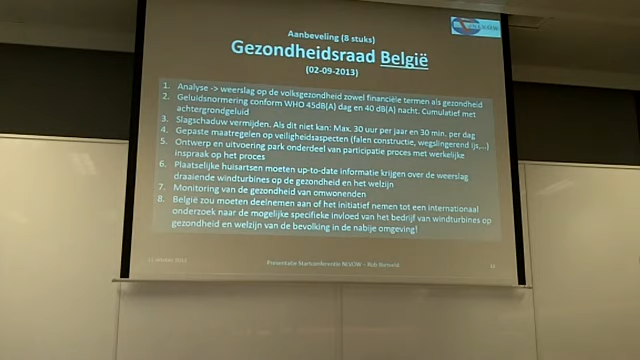 Aanbeveling (8 stuks)
Gezondheidsraad België
(02-09-2013)
1. Analyse -> weerslag op de volksgezondheid zowel financiële termen als gezondheid
2. Geluidsnormering conform WHO 45dB(A) dag en 40 dB(A) nacht. Cumulatief met
achtergrondgeluid
3. Slagschaduw vermijden. Als dit niet kan: Max. 30 uur per jaar en 30 min. per dag
4. Gepaste maatregelen op veiligheidsaspecten (falen constructie, wegslingerend ijs,...)
5. Ontwerp en uitvoering park onderdeel van participatie proces met werkelijke
inspraak op het proces
6. Plaatselijke huisartsen moeten up-to-date informatie krijgen over de weerslag
draaiende windturbines op de gezondheid en het welzijn
7. Monitoring van de gezondheid van omwonenden
8. België zou moeten deelnemen aan of het initiatief nemen tot een internationaal
onderzoek naar de mogelijke specifieke invloed van het bedrijf van windturbines op
gezondheid en welzijn van de bevolking in de nabije omgeving!
Presentatie Startconferentie NLVOW – Rob